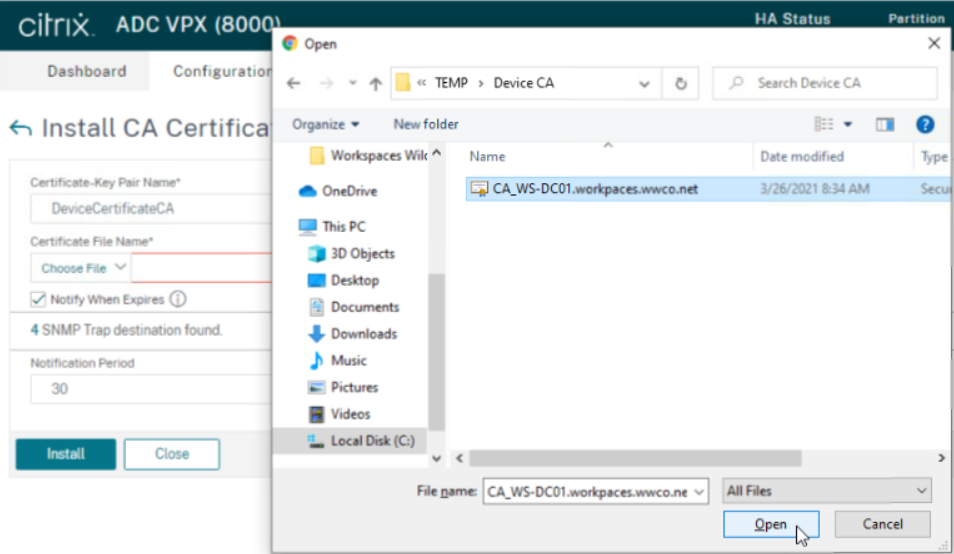 citrix. ADC VPX (8000)
HA Status
Partition
Open
Dashboard
Configuration
« TEMP › Device CA
Search Device CA
Organize
New folder
?
Install CA Certifica
Workspaces Wild
Name
Date modified
Type
OneDrive
CA_WS-DC01.workpaces.wwco.net
3/26/2021 8:34 AM
Secu
Certificate-Key Pair Name*
DeviceCertificateCA
This PC
3D Objects
Certificate File Name*
Choose File
Desktop
Notify When Expires
Documents
4 SNMP Trap destination found.
Downloads
Music
Notification Period
30
Pictures
Videos
Local Disk (C:)
Install
Close
File name:
CA_WS-DC01.workpaces.wwco.ne
All Files
Open
Cancel